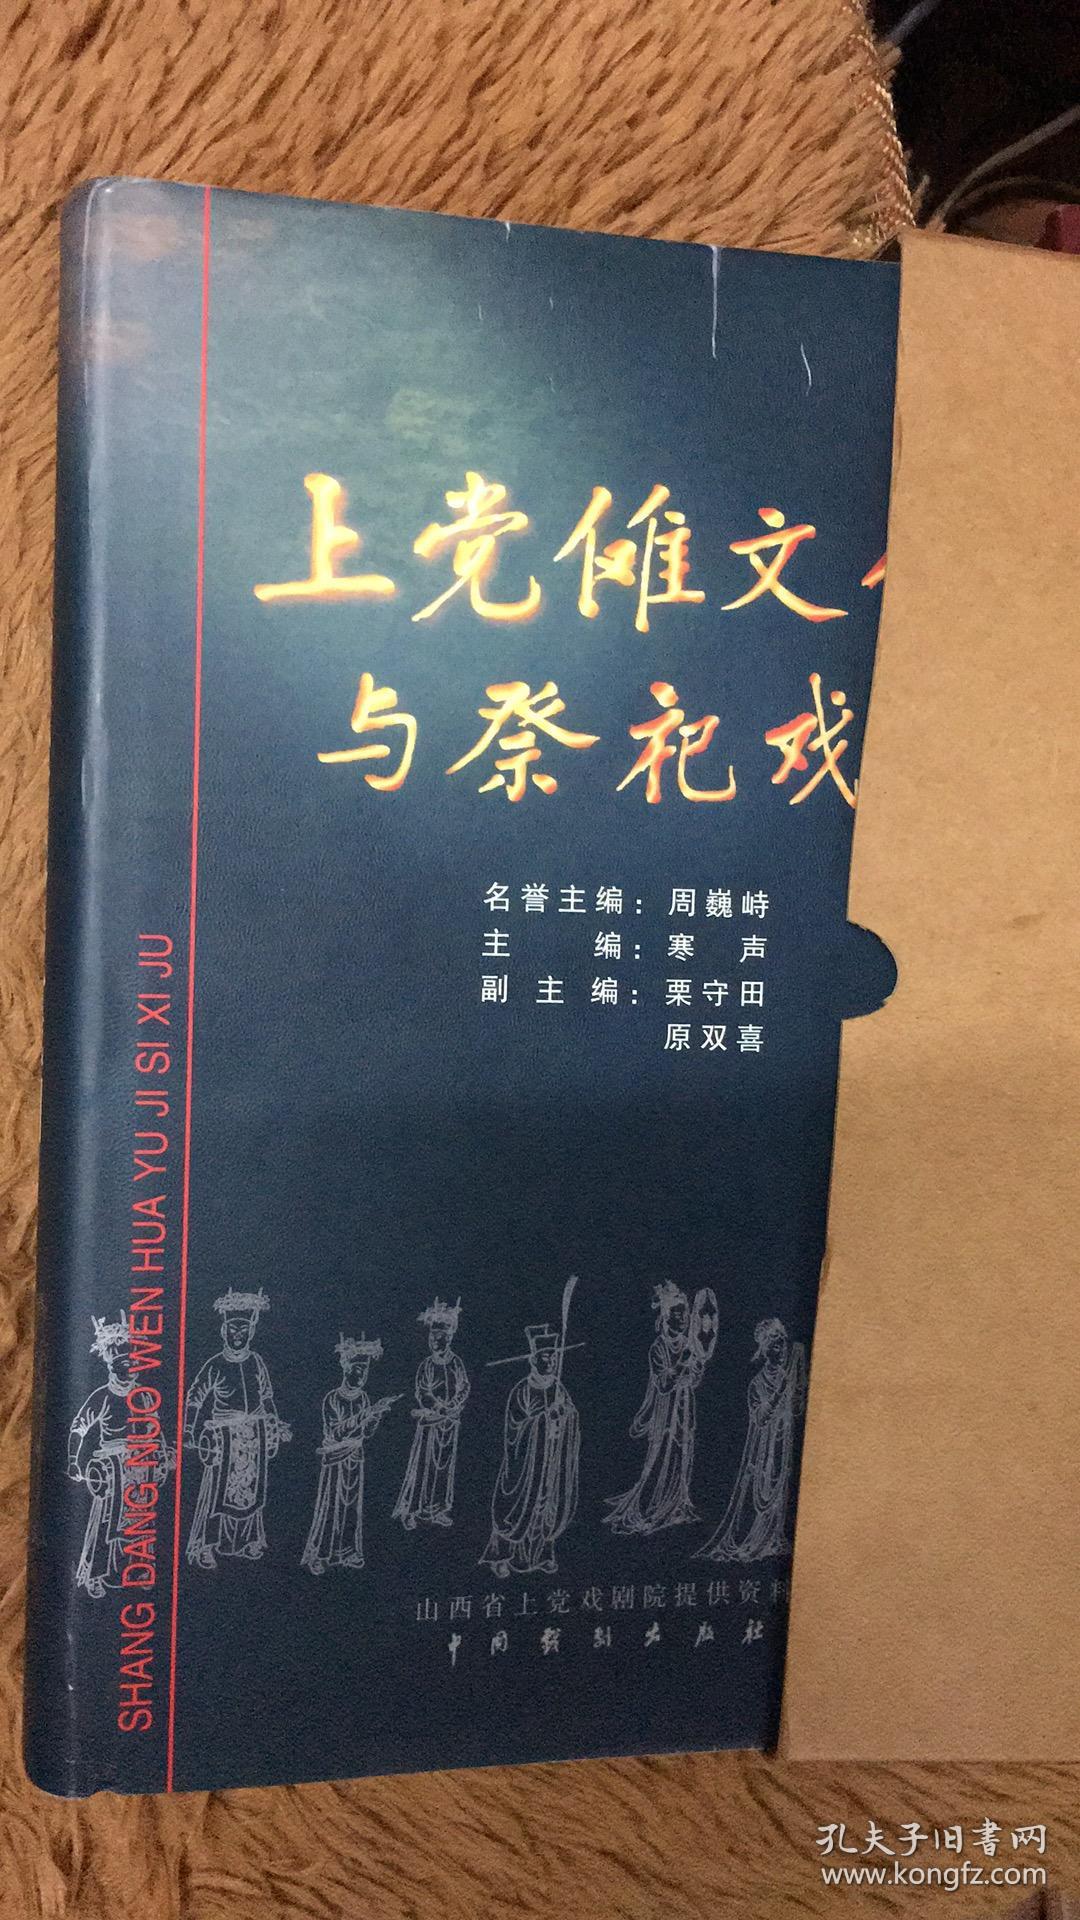 上党傩文
与祭祀戏
名誉主编：周巍峙
主编：寒声
副主编：栗守田
原双喜
SHANG DANG NUO WEN HUA YU JI SI XI JU
山西省上党戏剧院提供资料
中国戏剧出版社
孔夫子旧書网
www.kongfz.com